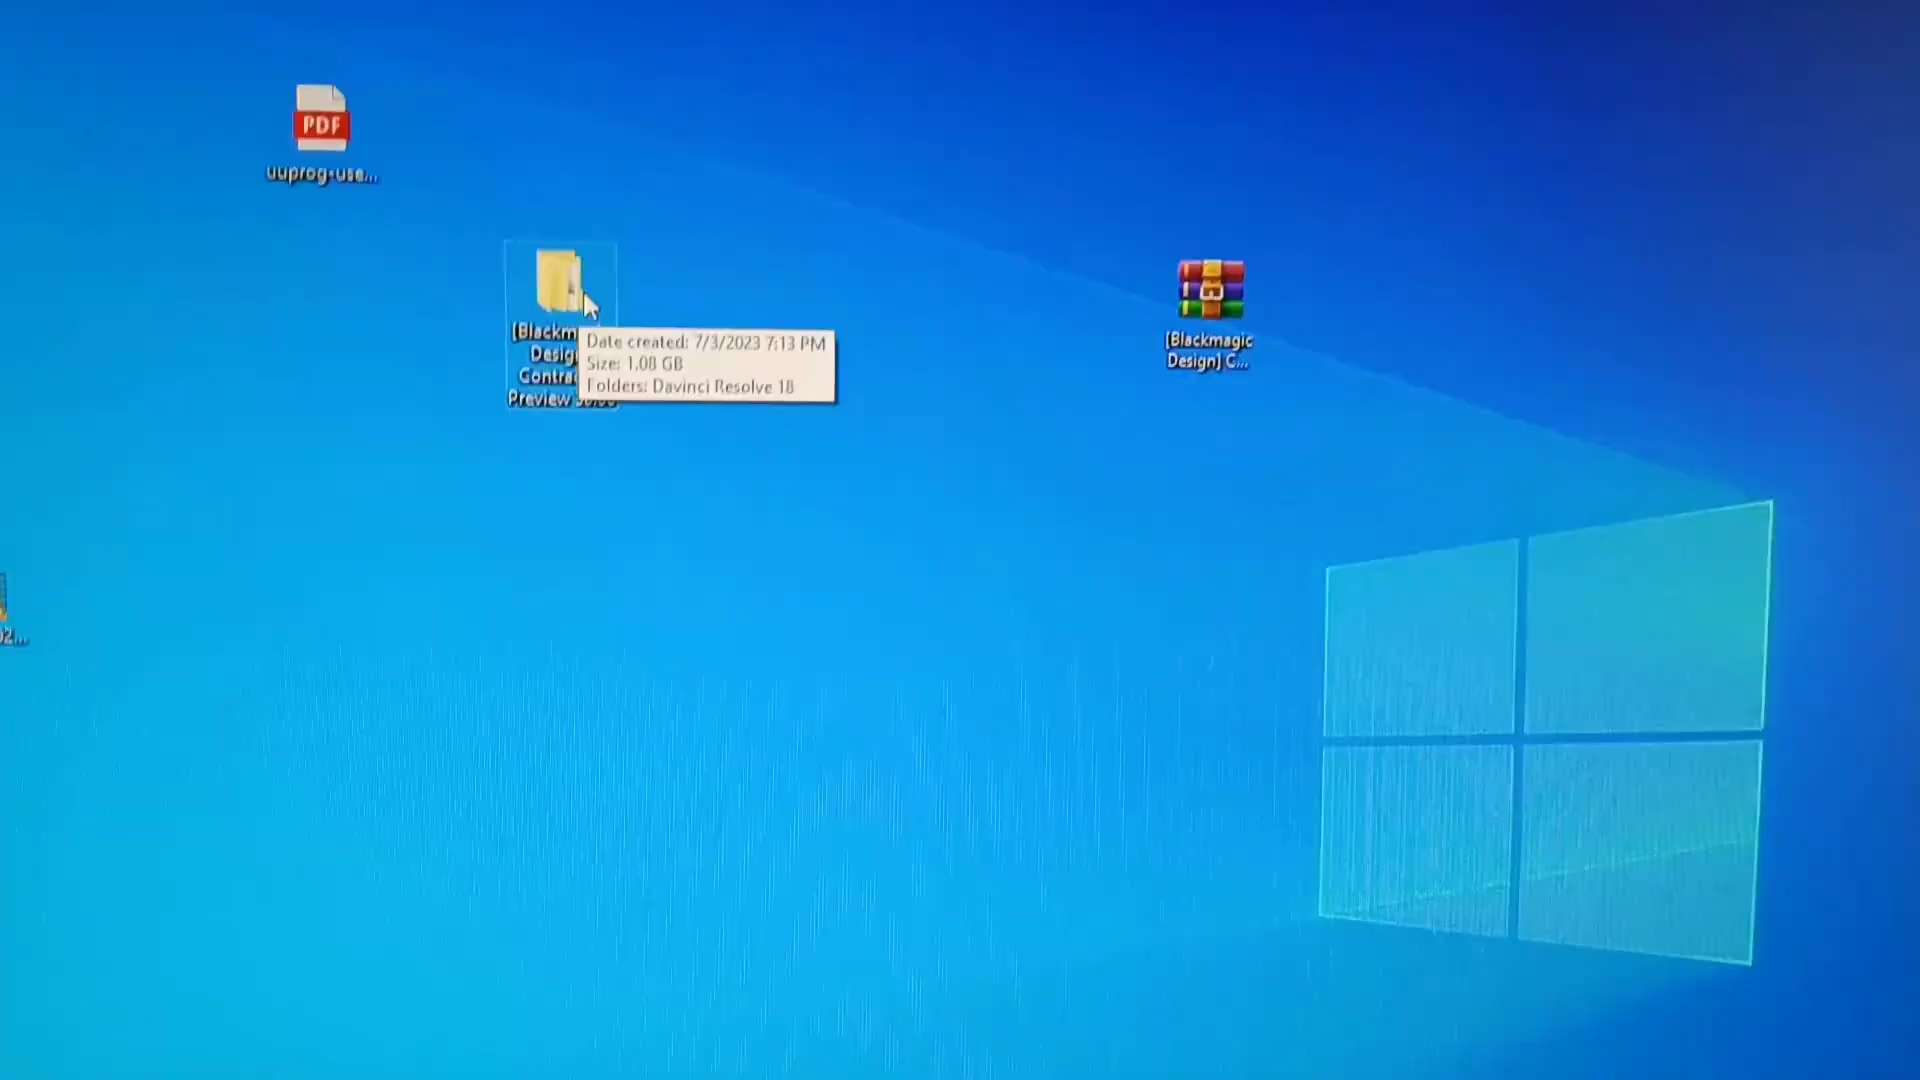 PDF
uuprog-use...
[Blackm
Desig
Contra
Preview
Date created: 7/3/2023 7:13 PM
Size: 1.08 GB
Folders: Davinci Resolve 18
[Blackmagic
Design] C...
02...